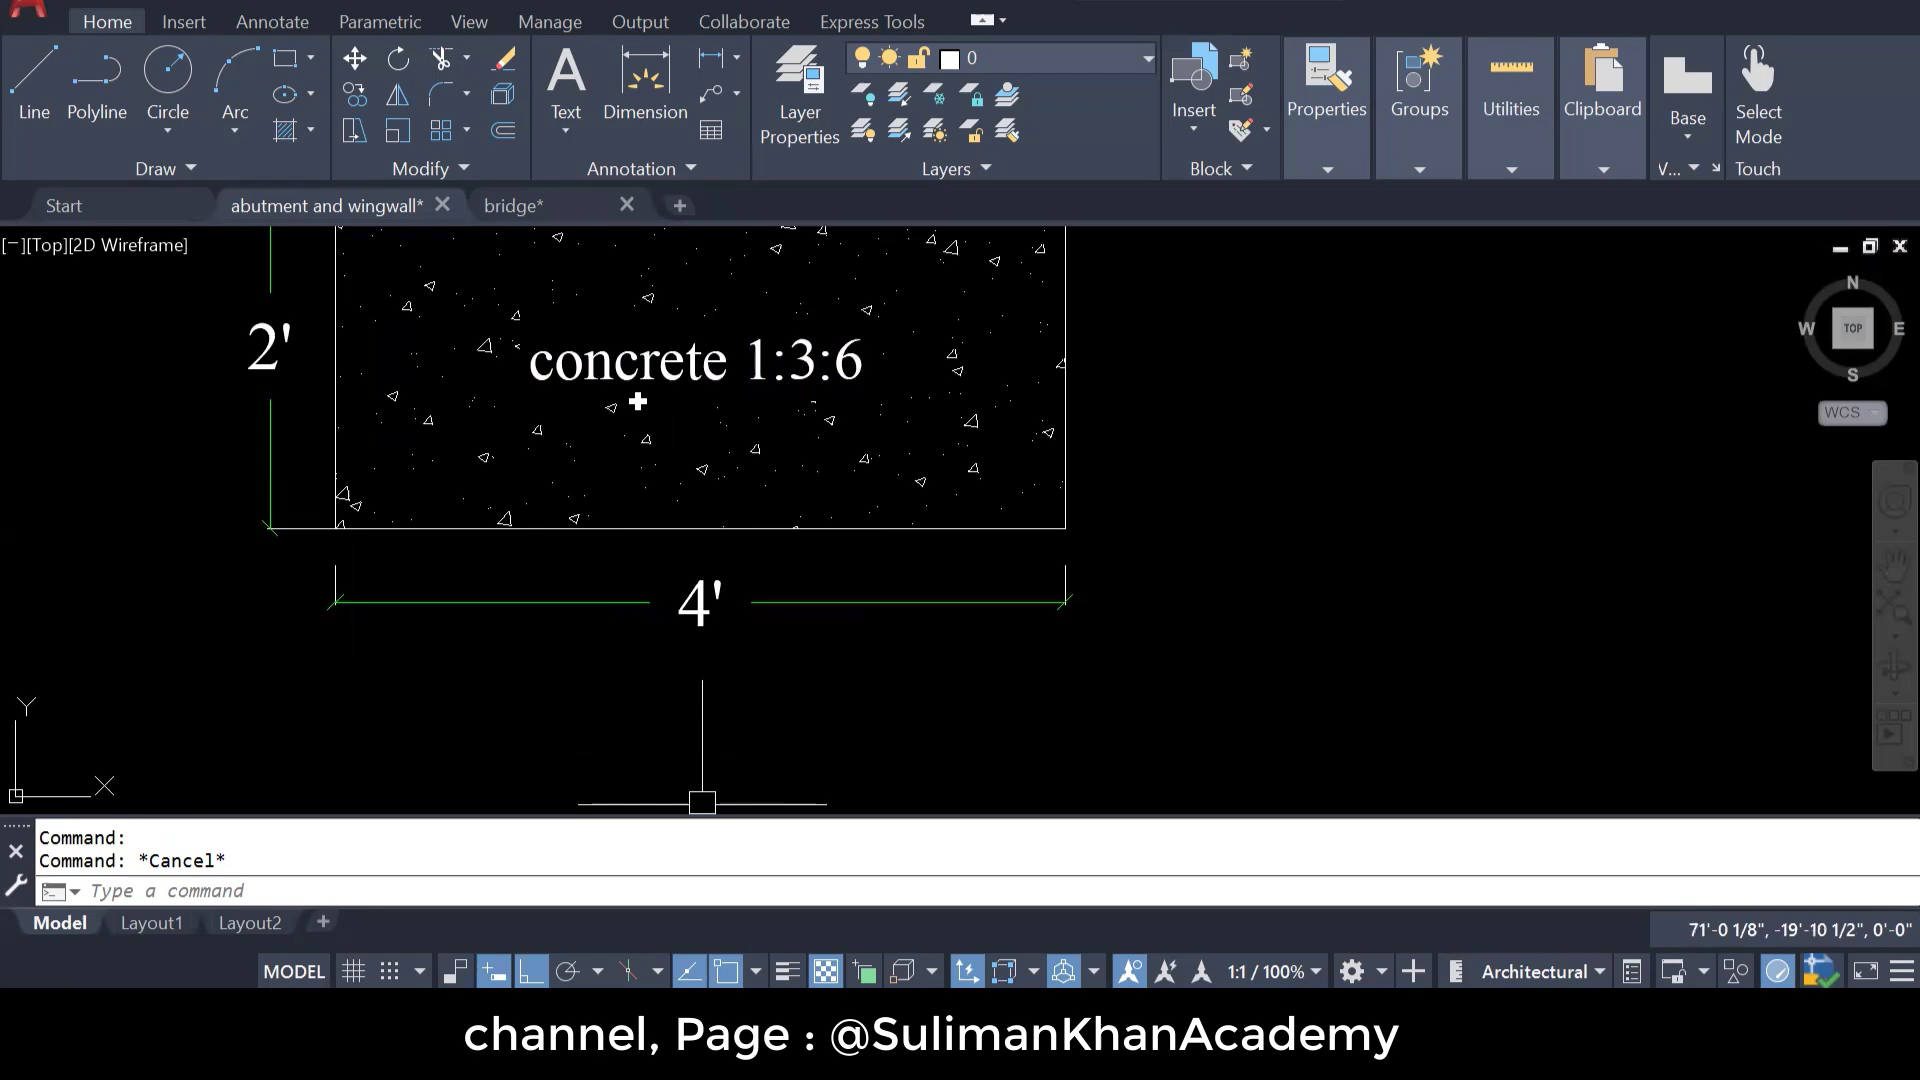 Home Insert Annotate Parametric View Manage Output Collaborate Express Tools
Line Polyline Circle Arc
Text Dimension
Layer Properties
0
Insert
Properties Groups Utilities Clipboard
Base
Select Mode
Draw Modify Annotation Layers Block V... Touch
Start abutment and wingwall* bridge*
[−][Top][2D Wireframe]
N
W TOP E
S
WCS
2'
concrete 1:3:6
4'
Y
X
Command:
Command: *Cancel*
Type a command
Model Layout1 Layout2
71'-0 1/8", -19'-10 1/2", 0'-0"
MODEL 1:1 / 100% Architectural
channel, Page : @SulimanKhanAcademy